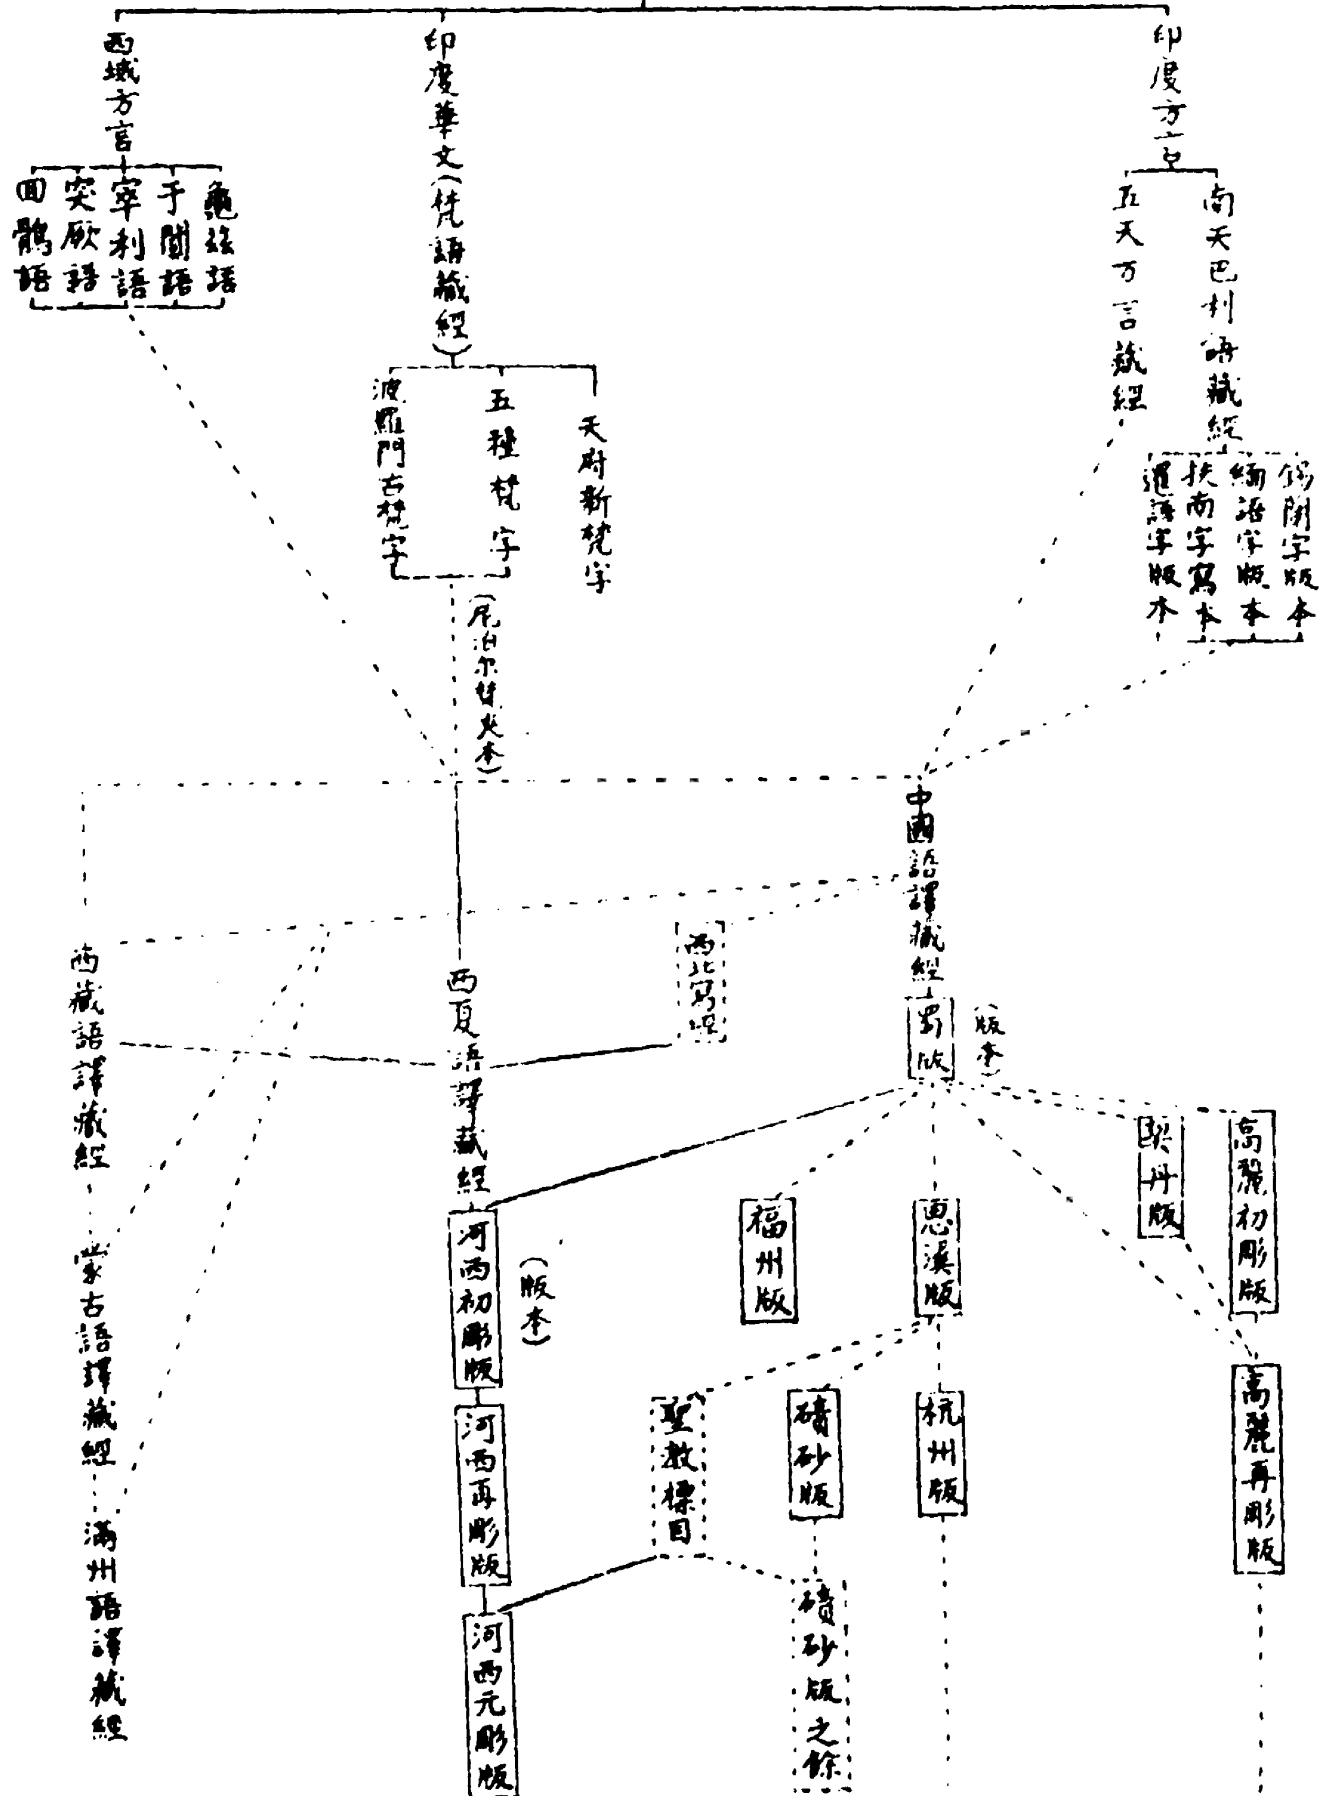 印度方言
南天巴利語藏經
錫闌字版本
緬語字版本
扶南字寫本
暹語字版本
五天方言藏經
印度華文(梵語藏經)
天尉新梵字
五種梵字
波羅門古梵字
(尼泊尔梵夾本)
西域方言
龜玆語
于闐語
窣利語
突厥語
回鶻語
中國語譯藏經
蜀版
(版本)
西北寫經
西夏語譯藏經
西藏語譯藏經
高麗初彫版
契丹版
思溪版
福州版
河西初彫版
(版本)
蒙古語譯藏經
高麗再彫版
杭州版
磧砂版
聖教標目
河西再彫版
滿州語譯藏經
磧砂版之餘
河西元彫版